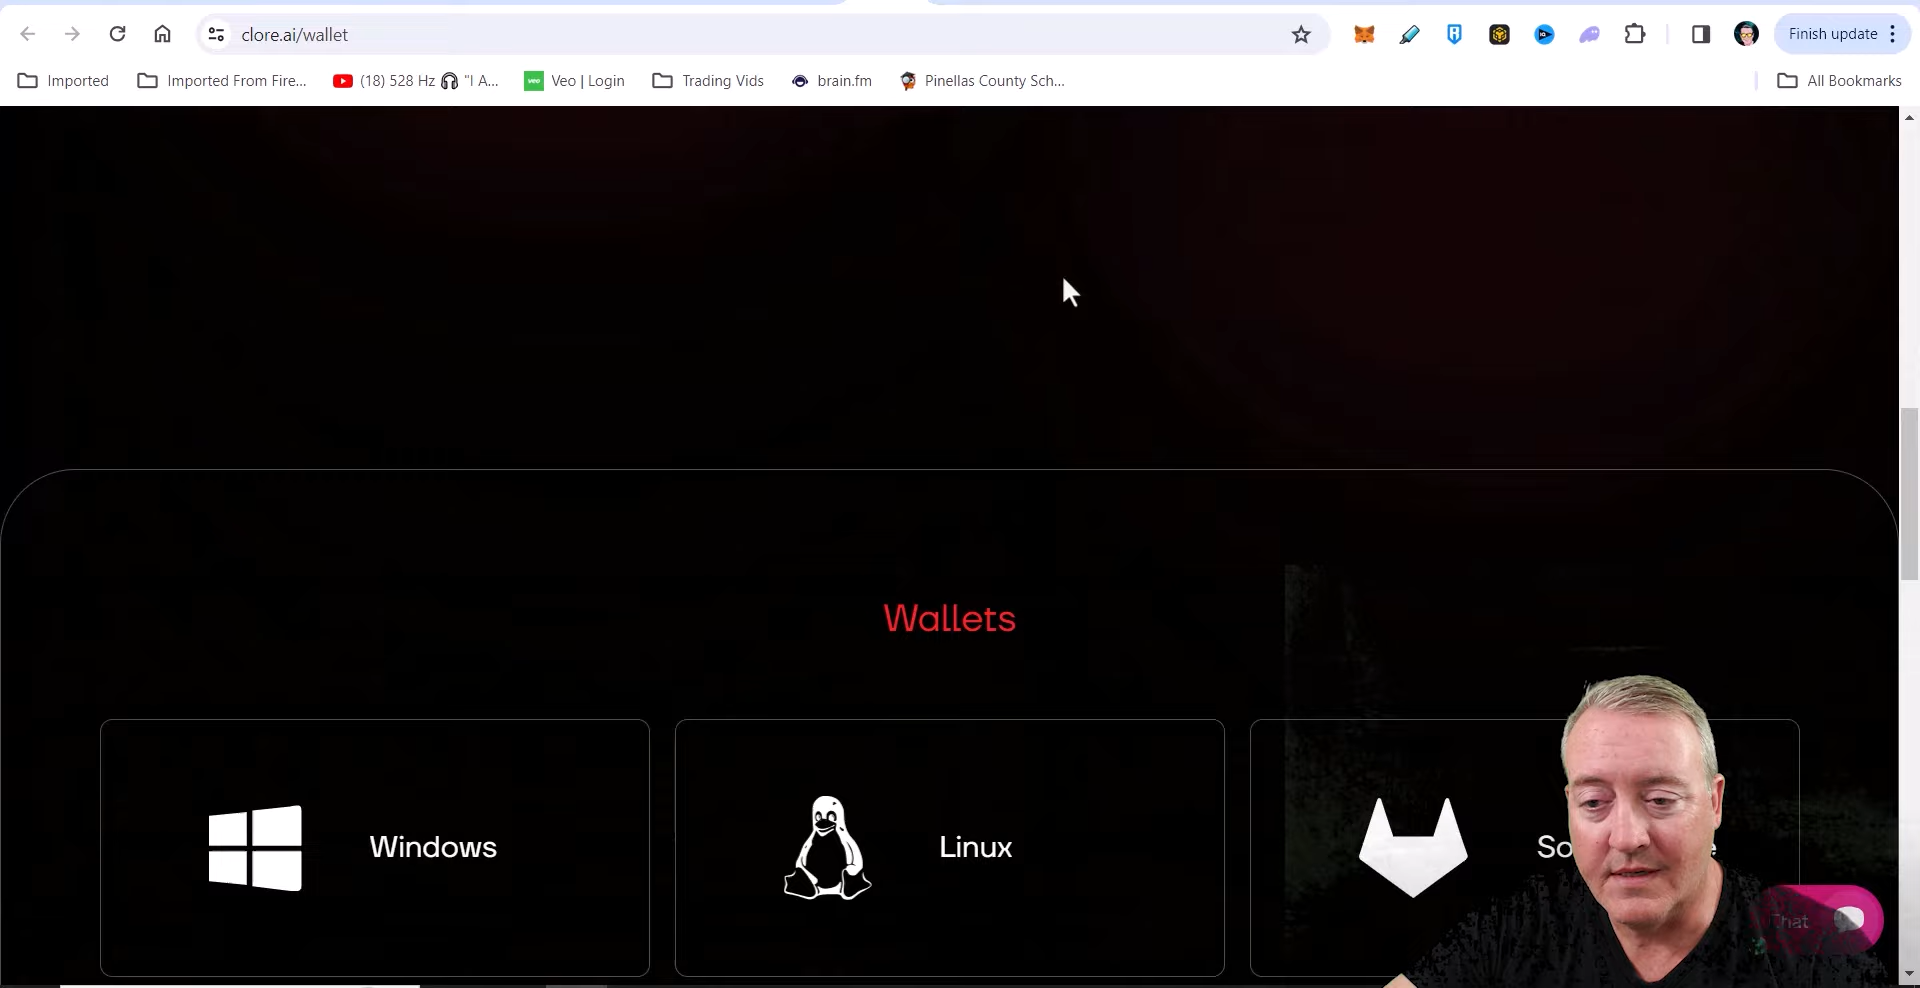 clore.ai/wallet
Finish update
Imported
Imported From Fire...
(18) 528 Hz 🎧 "I A...
veo
Veo | Login
Trading Vids
brain.fm
Pinellas County Sch...
All Bookmarks
Wallets
Windows
Linux